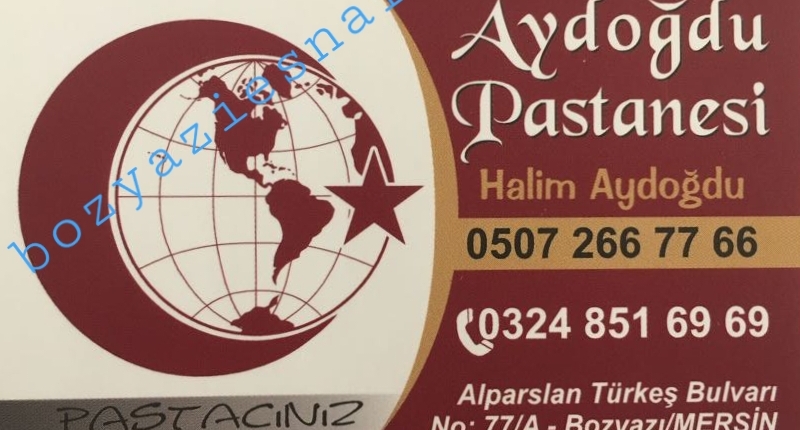 Aydoğdu
Pastanesi
Halim Aydoğdu
0507 266 77 66
0324 851 69 69
Alparslan Türkeş Bulvarı
No: 77/A - Bozyazı/MERSİN
PASTACINIZ